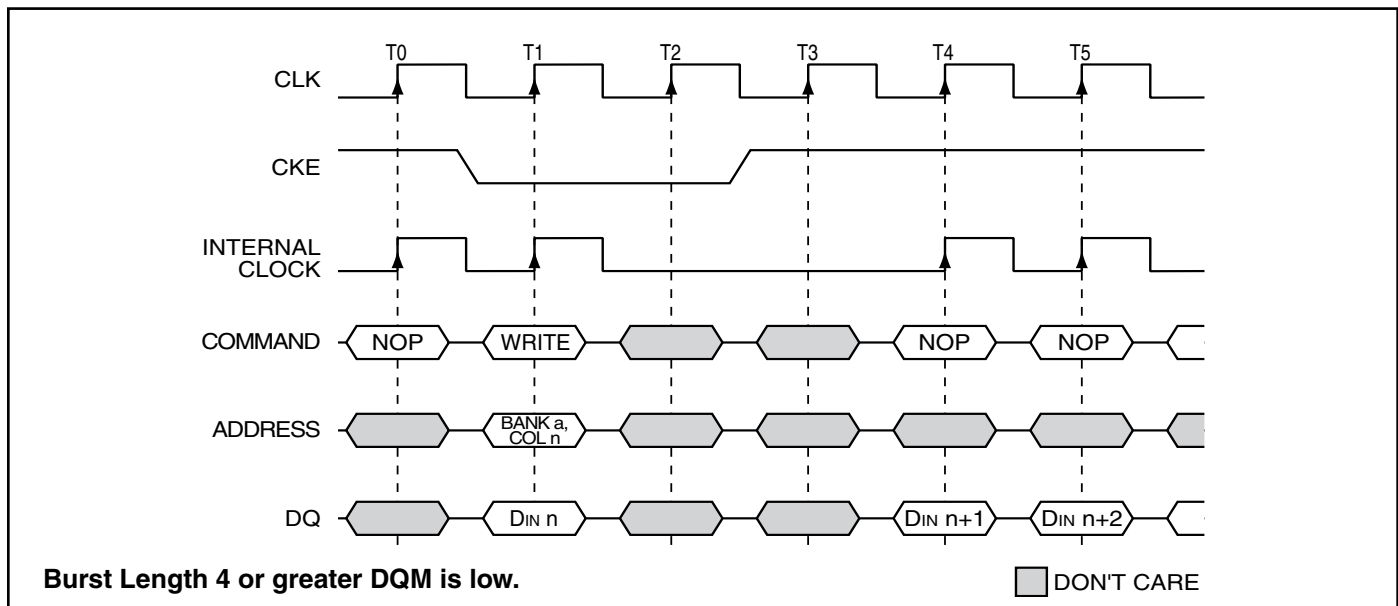 T0 T1 T2 T3 T4 T5
CLK
CKE
INTERNAL
CLOCK
COMMAND NOP WRITE NOP NOP
ADDRESS BANK a,
COL n
DQ DIN n DIN n+1 DIN n+2
Burst Length 4 or greater DQM is low. DON'T CARE